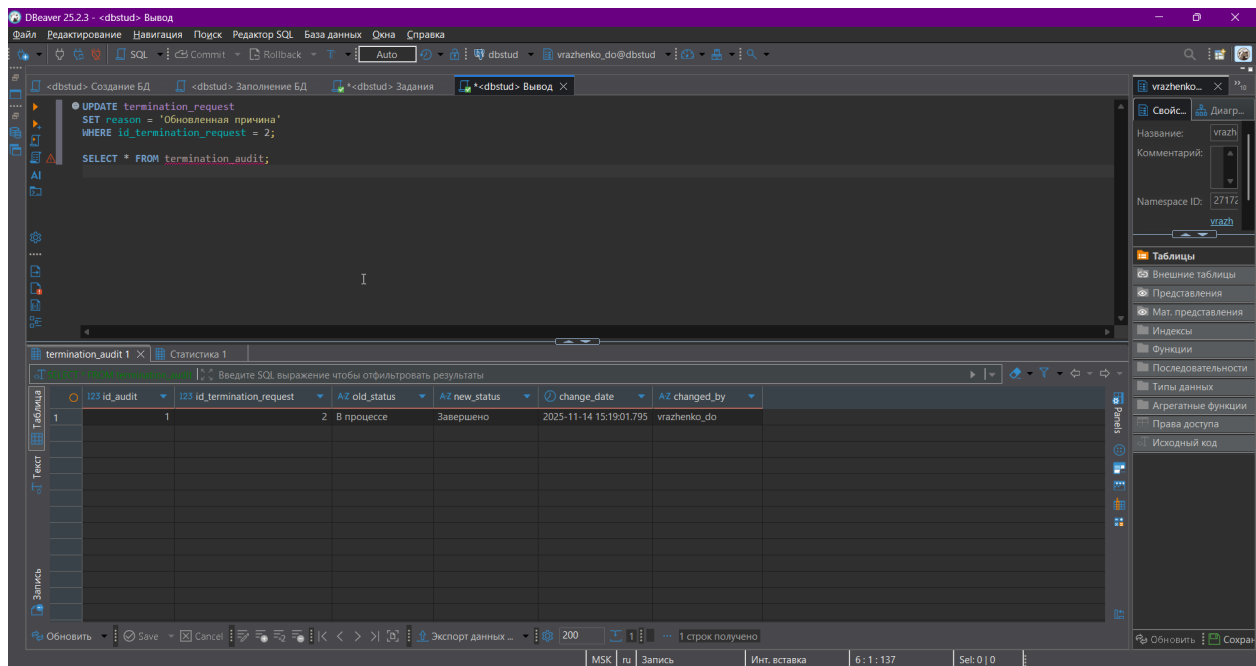 DBeaver 25.2.3 - <dbstud> Вывод
Файл Редактирование Навигация Поиск Редактор SQL База данных Окна Справка
SQL Commit Rollback T Auto dbstud vrazhenko_do@dbstud
<dbstud> Создание БД <dbstud> Заполнение БД *<dbstud> Задания *<dbstud> Вывод
UPDATE termination_request
SET reason = 'Обновленная причина'
WHERE id_termination_request = 2;
SELECT * FROM termination_audit;
AI
termination_audit 1 Статистика 1
Введите SQL выражение чтобы отфильтровать результаты
Таблица
Текст
Запись
123 id_audit 123 id_termination_request A-Z old_status A-Z new_status change_date A-Z changed_by
1 1 2 В процессе Завершено 2025-11-14 15:19:01.795 vrazhenko_do
Panels
Обновить Save Cancel Экспорт данных ... 200 1 ... 1 строк получено
MSK ru Запись Инт. вставка 6 : 1 : 137 Sel: 0 | 0
vrazhenko... »10
Свойс... Диагр...
Название: vrazh
Комментарий:
Namespace ID: 27172
vrazh
Таблицы
Внешние таблицы
Представления
Мат. представления
Индексы
Функции
Последовательности
Типы данных
Агрегатные функции
Права доступа
Исходный код
Обновить Сохран